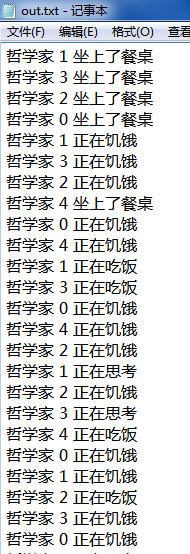 out.txt - 记事本
文件(F) 编辑(E) 格式(O) 查看
哲学家 1 坐上了餐桌
哲学家 3 坐上了餐桌
哲学家 2 坐上了餐桌
哲学家 0 坐上了餐桌
哲学家 1 正在饥饿
哲学家 3 正在饥饿
哲学家 2 正在饥饿
哲学家 4 坐上了餐桌
哲学家 0 正在饥饿
哲学家 4 正在饥饿
哲学家 1 正在吃饭
哲学家 3 正在吃饭
哲学家 0 正在饥饿
哲学家 4 正在饥饿
哲学家 2 正在饥饿
哲学家 1 正在思考
哲学家 2 正在饥饿
哲学家 3 正在思考
哲学家 4 正在吃饭
哲学家 0 正在饥饿
哲学家 1 正在饥饿
哲学家 2 正在吃饭
哲学家 3 正在饥饿
哲学家 0 正在饥饿